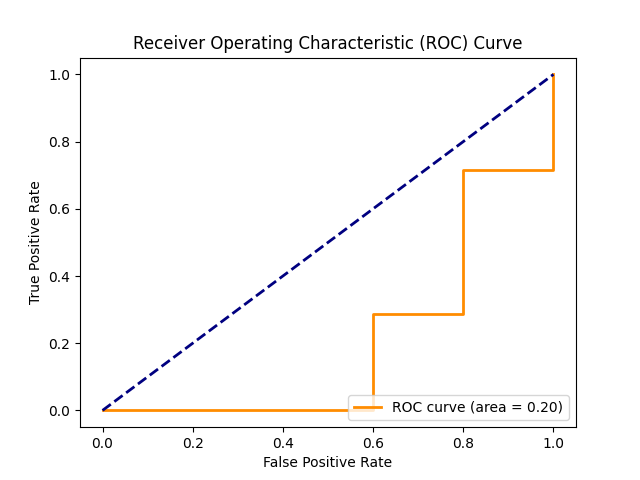 Receiver Operating Characteristic (ROC) Curve
1.0
0.8
0.6
0.4
0.2
0.0
True Positive Rate
ROC curve (area = 0.20)
0.0 0.2 0.4 0.6 0.8 1.0
False Positive Rate